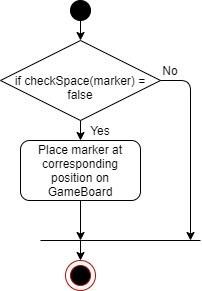 if checkSpace(marker) =
false
No
Yes
Place marker at
corresponding
position on
GameBoard